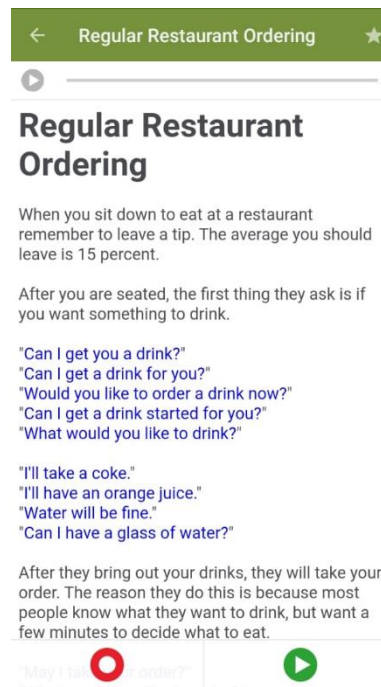 Regular Restaurant Ordering
Regular Restaurant
Ordering
When you sit down to eat at a restaurant
remember to leave a tip. The average you should
leave is 15 percent.
After you are seated, the first thing they ask is if
you want something to drink.
"Can I get you a drink?"
"Can I get a drink for you?"
"Would you like to order a drink now?"
"Can I get a drink started for you?"
"What would you like to drink?"
"I'll take a coke."
"I'll have an orange juice."
"Water will be fine."
"Can I have a glass of water?"
After they bring out your drinks, they will take your
order. The reason they do this is because most
people know what they want to drink, but want a
few minutes to decide what to eat.
"May I order?"